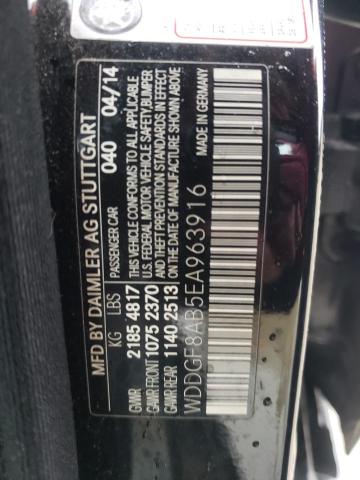 MFD BY DAIMLER AG STUTTGART
040 04/14
KG LBS
PASSENGER CAR
GVWR 2185 4817
THIS VEHICLE CONFORMS TO ALL APPLICABLE
GAWR FRONT 1075 2370
U.S. FEDERAL MOTOR VEHICLE SAFETY/BUMPER
GAWR REAR 1140 2513
AND THEFT PREVENTION STANDARDS IN EFFECT
ON THE DATE OF MANUFACTURE SHOWN ABOVE
WDDGF8AB5EA963916
MADE IN GERMANY